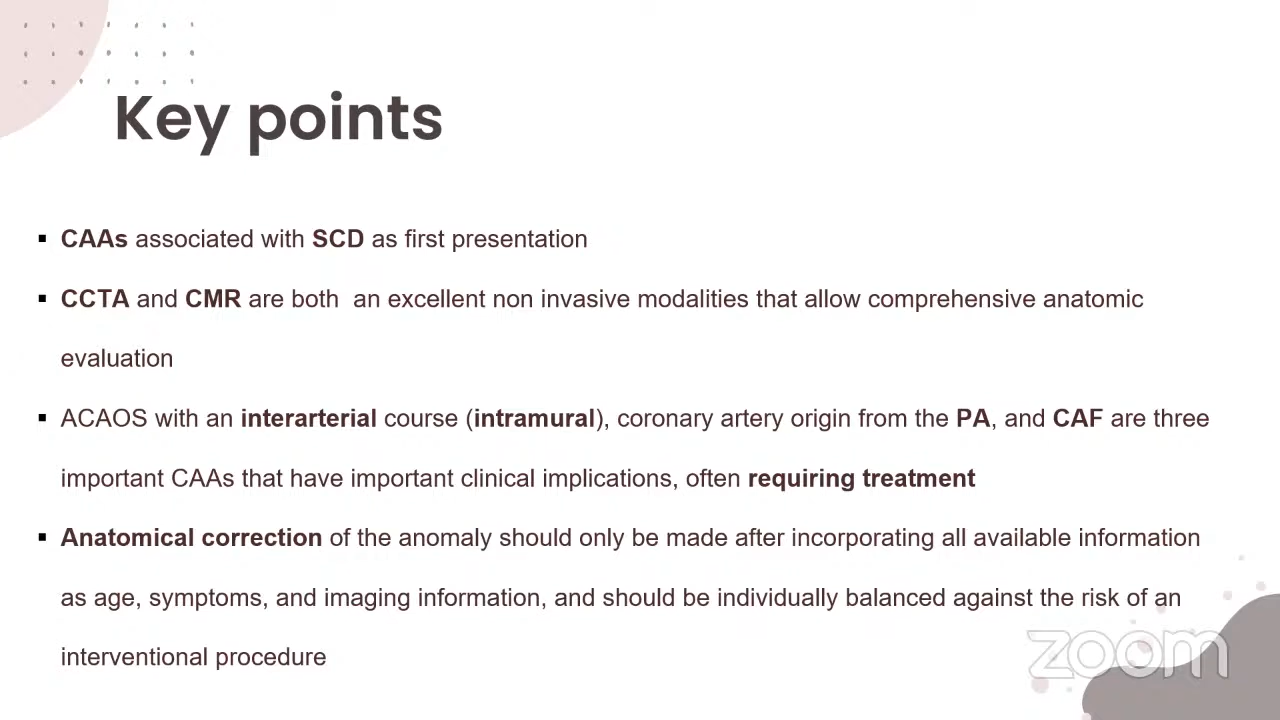 Key points
▪ CAAs associated with SCD as first presentation
▪ CCTA and CMR are both  an excellent non invasive modalities that allow comprehensive anatomic
evaluation
▪ ACAOS with an interarterial course (intramural), coronary artery origin from the PA, and CAF are three
important CAAs that have important clinical implications, often requiring treatment
▪ Anatomical correction of the anomaly should only be made after incorporating all available information
as age, symptoms, and imaging information, and should be individually balanced against the risk of an
interventional procedure
zoom